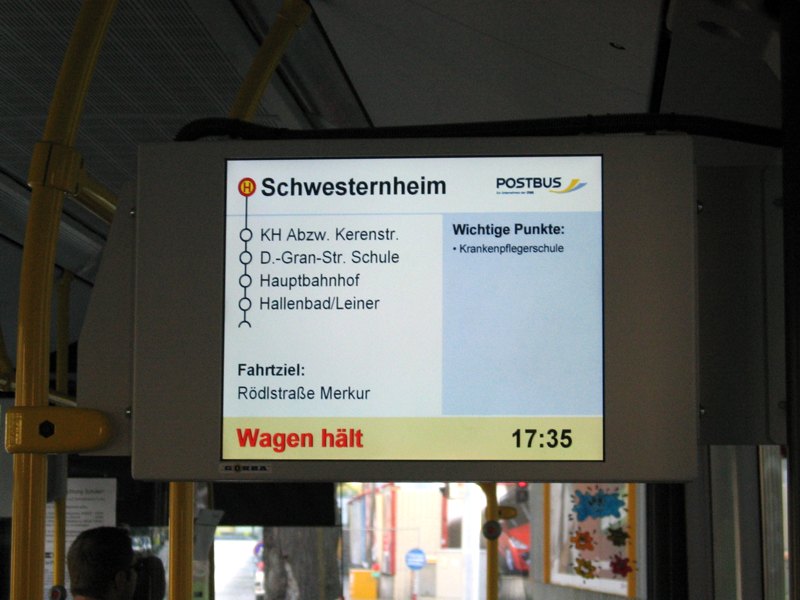 H Schwesternheim
POSTBUS
KH Abzw. Kerenstr.
D.-Gran-Str. Schule
Hauptbahnhof
Hallenbad/Leiner
Wichtige Punkte:
• Krankenpflegerschule
Fahrtziel:
Rödlstraße Merkur
Wagen hält
17:35
GORBA